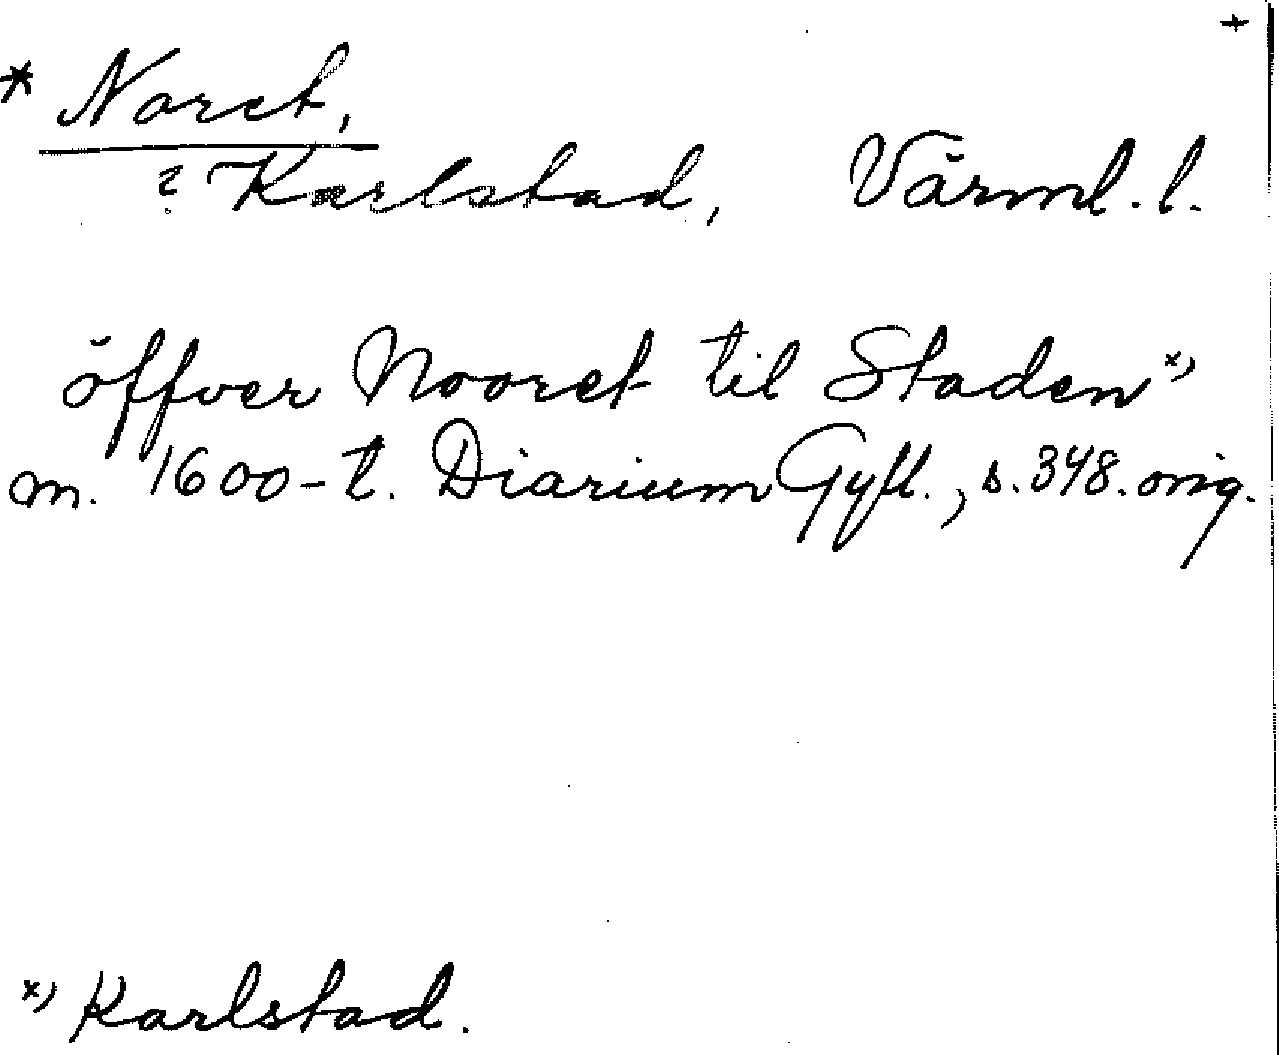 +
* Noret,
? Karlstad, Värml. l.
öffver Nooret til Staden x)
m. 1600-t. Diarium Gyll., s. 348. orig.
x) Karlstad.